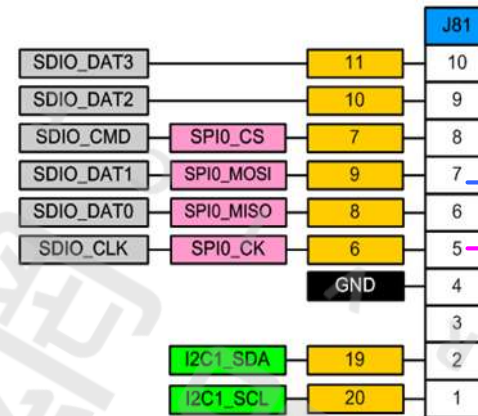 J81
SDIO_DAT3 11 10
SDIO_DAT2 10 9
SDIO_CMD SPI0_CS 7 8
SDIO_DAT1 SPI0_MOSI 9 7
SDIO_DAT0 SPI0_MISO 8 6
SDIO_CLK SPI0_CK 6 5
GND 4
3
I2C1_SDA 19 2
I2C1_SCL 20 1